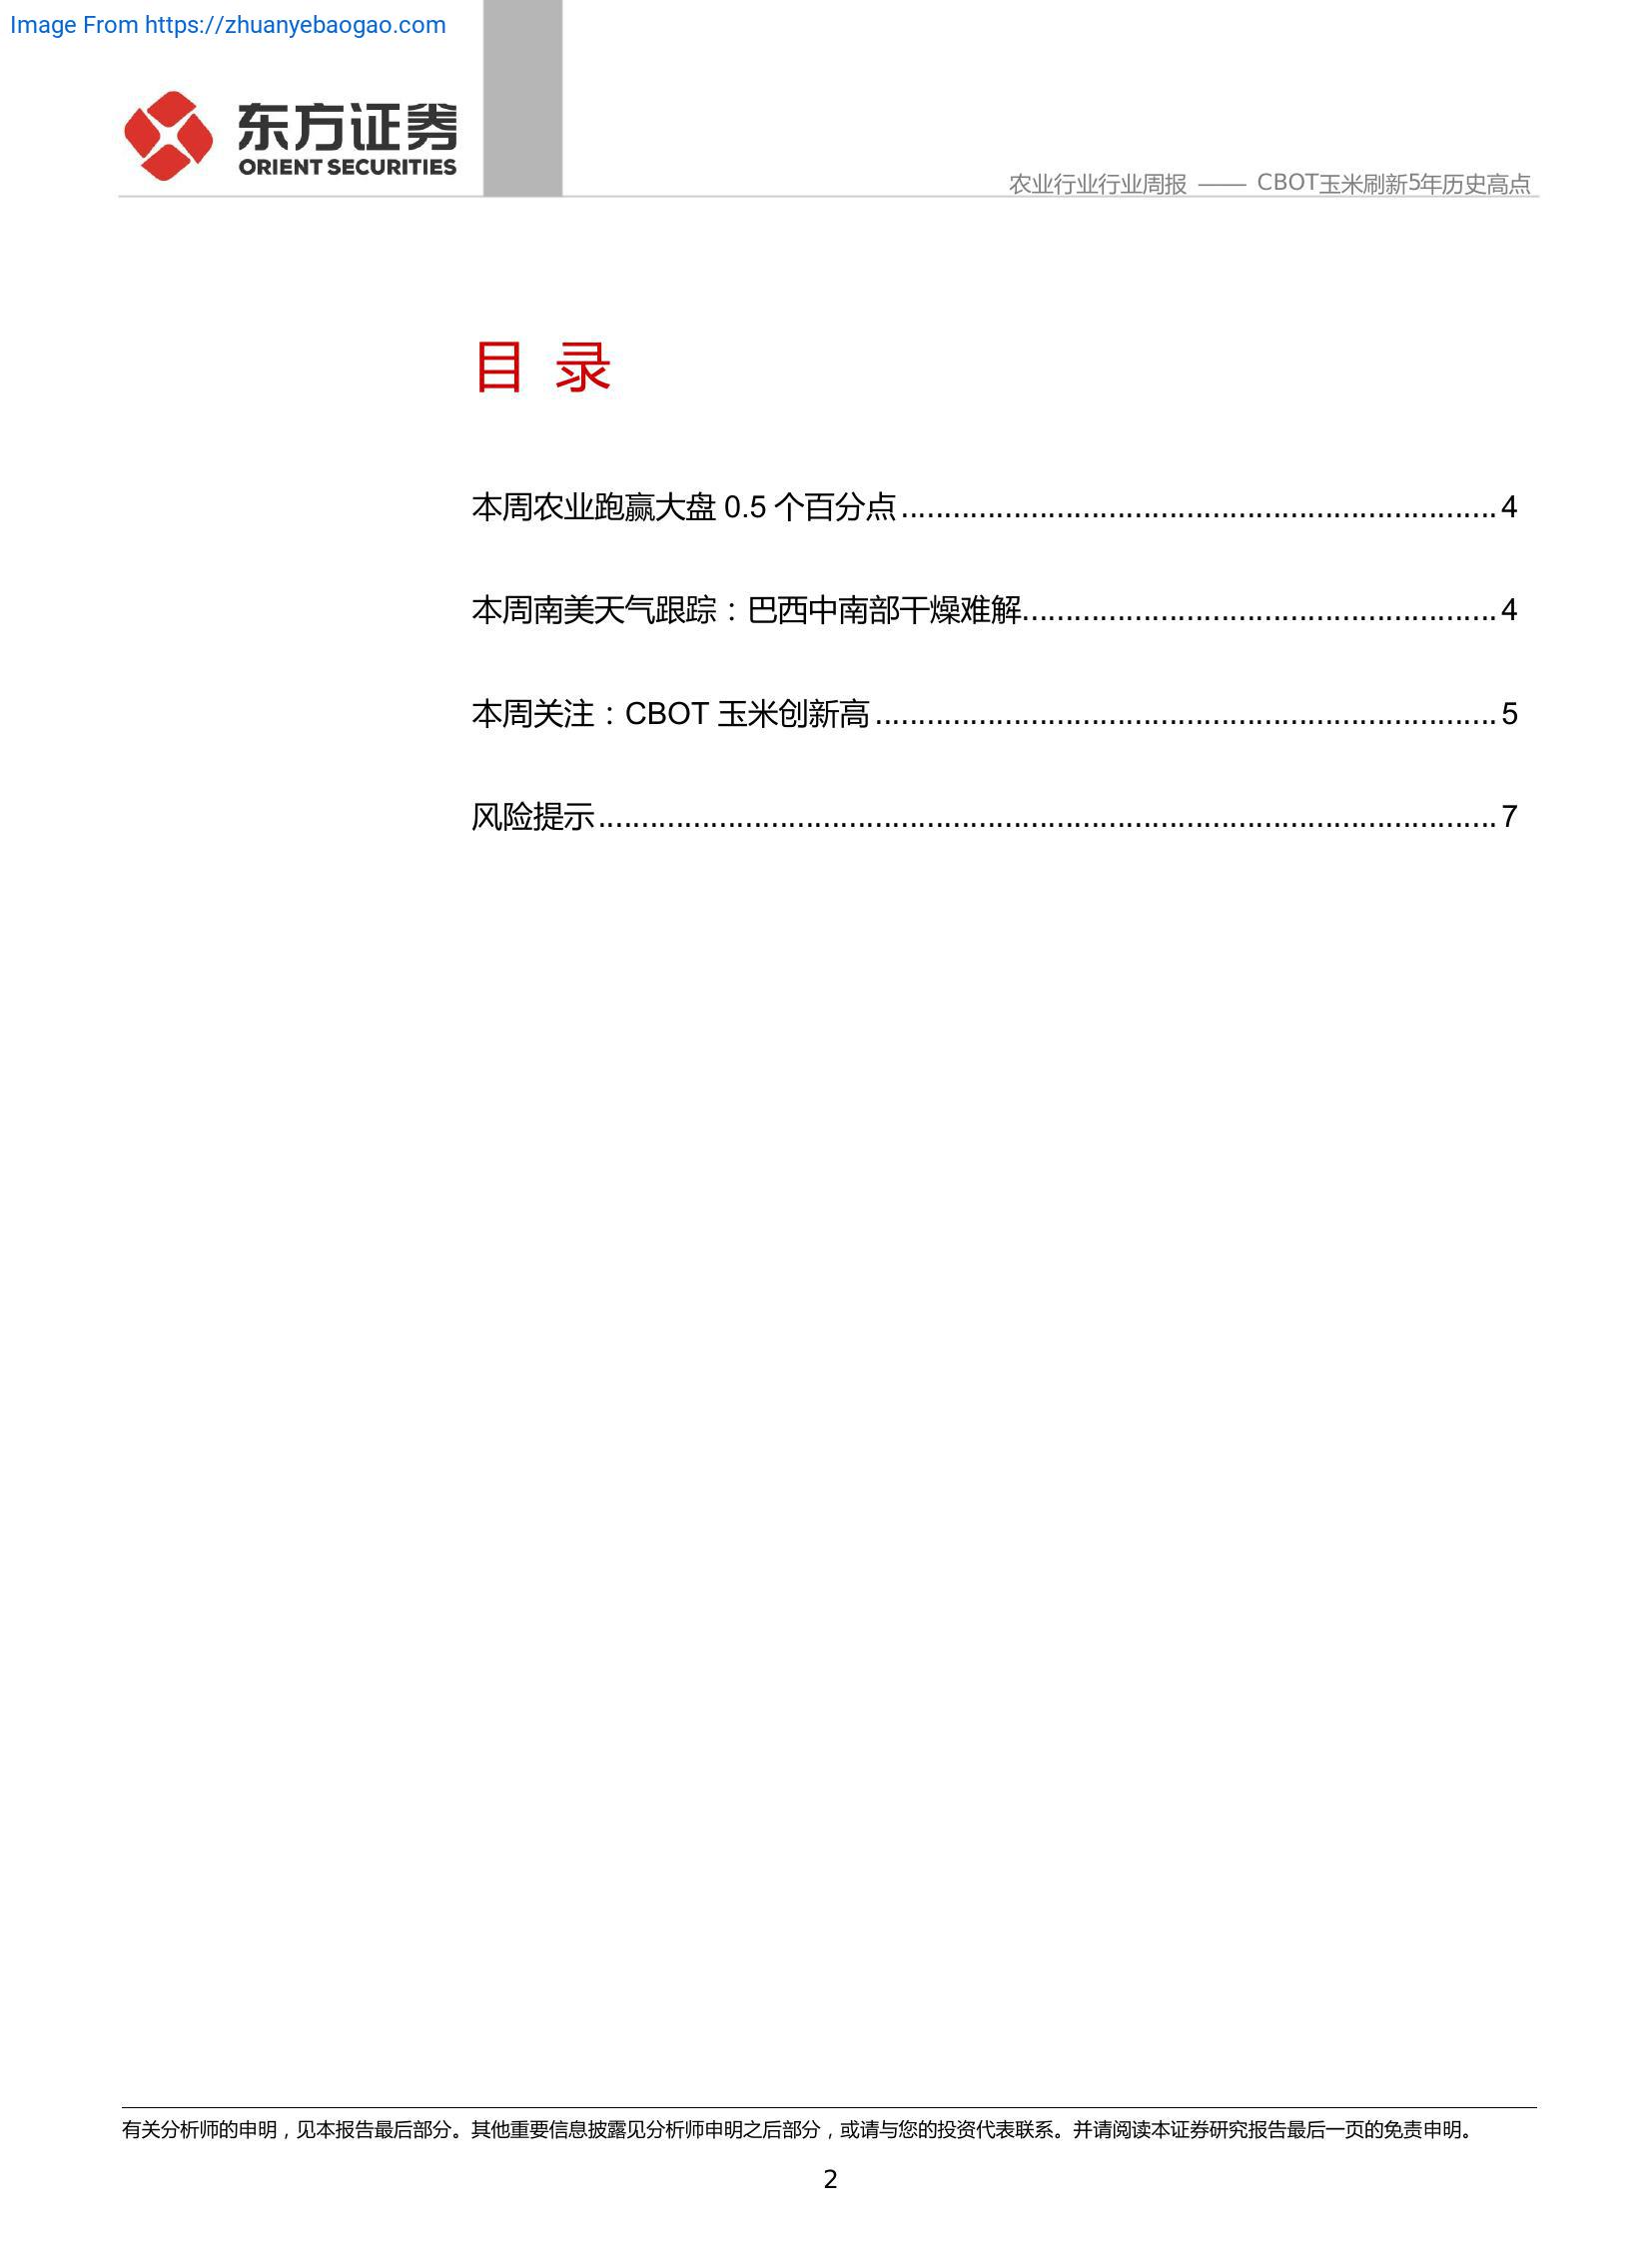 Image From https://zhuanyebaogao.com
东方证券
ORIENT SECURITIES
农业行业行业周报 —— CBOT玉米刷新5年历史高点
目 录
本周农业跑赢大盘 0.5 个百分点 4
本周南美天气跟踪：巴西中南部干燥难解 4
本周关注：CBOT 玉米创新高 5
风险提示 7
有关分析师的申明，见本报告最后部分。其他重要信息披露见分析师申明之后部分，或请与您的投资代表联系。并请阅读本证券研究报告最后一页的免责申明。
2